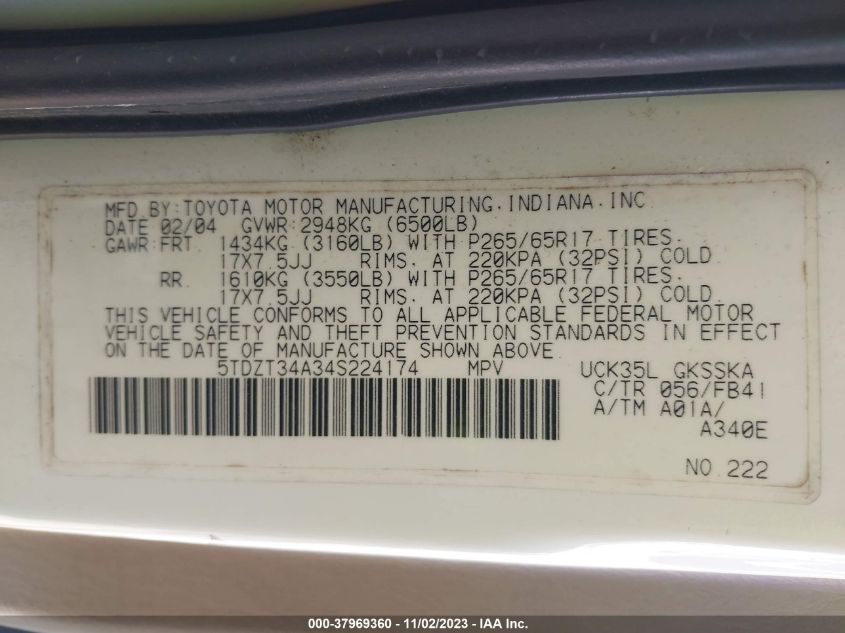 MFD.BY:TOYOTA MOTOR MANUFACTURING.INDIANA.INC.
DATE 02/04 GVWR:2948KG (6500LB)
GAWR:FRT. 1434KG (3160LB) WITH P265/65R17 TIRES.
17X7.5JJ RIMS. AT 220KPA (32PSI) COLD
RR. 1610KG (3550LB) WITH P265/65R17 TIRES.
17X7.5JJ RIMS. AT 220KPA (32PSI) COLD.
THIS VEHICLE CONFORMS TO ALL APPLICABLE FEDERAL MOTOR
VEHICLE SAFETY AND THEFT PREVENTION STANDARDS IN EFFECT
ON THE DATE OF MANUFACTURE SHOWN ABOVE.
5TDZT34A34S224174 MPV UCK35L GKSSKA
C/TR 056/FB41
A/TM A01A/
A340E
NO.222
000-37969360 - 11/02/2023 - IAA Inc.